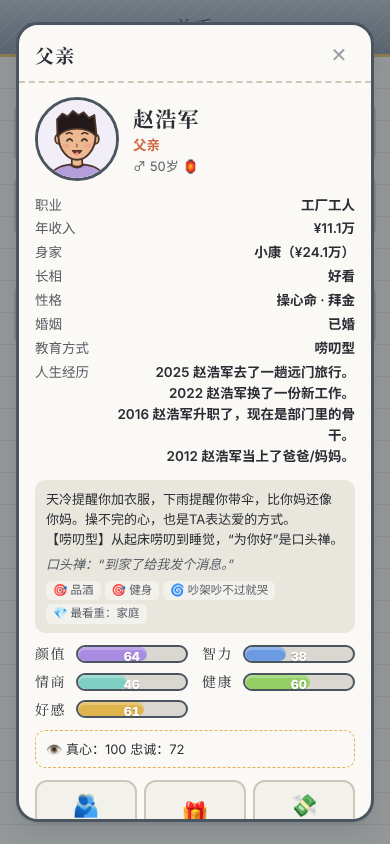 父亲
×
赵浩军
父亲
♂ 50岁
职业 工厂工人
年收入 ¥11.1万
身家 小康（¥24.1万）
长相 好看
性格 操心命 · 拜金
婚姻 已婚
教育方式 唠叨型
人生经历 2025 赵浩军去了一趟远门旅行。
2022 赵浩军换了一份新工作。
2016 赵浩军升职了，现在是部门里的骨
干。
2012 赵浩军当上了爸爸/妈妈。
天冷提醒你加衣服，下雨提醒你带伞，比你妈还像
你妈。操不完的心，也是TA表达爱的方式。
【唠叨型】从起床唠叨到睡觉，“为你好”是口头禅。
口头禅：“到家了给我发个消息。”
🎯 品酒 🎯 健身 🌀 吵架吵不过就哭
💎 最看重：家庭
颜值 64 智力 38
情商 46 健康 60
好感 61
👁️ 真心：100 忠诚：72